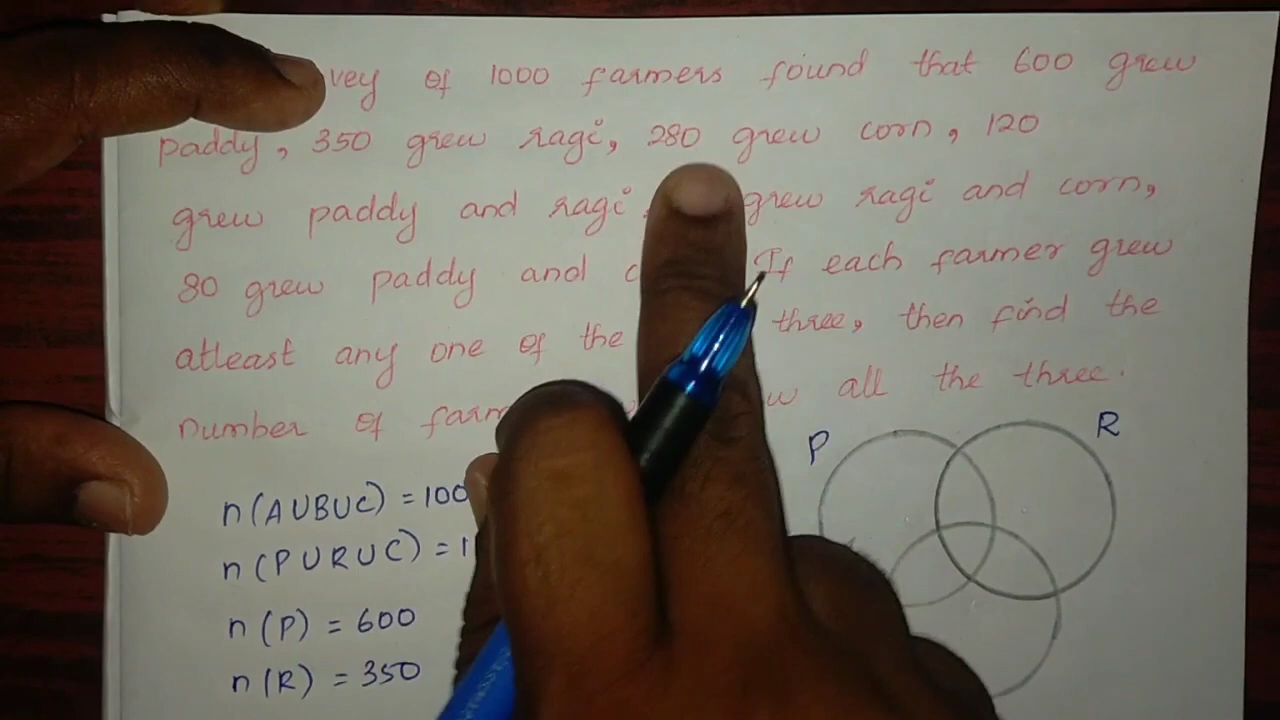 vey of 1000 farmers found that 600 grew
paddy, 350 grew ragi, 280 grew corn, 120
grew paddy and ragi grew ragi and corn,
80 grew paddy and If each farmer grew
atleast any one of the three, then find the
number of all the three.
P
R
n(AUBUC) = 100
n(PURUC) = 1
n(P) = 600
n(R) = 350